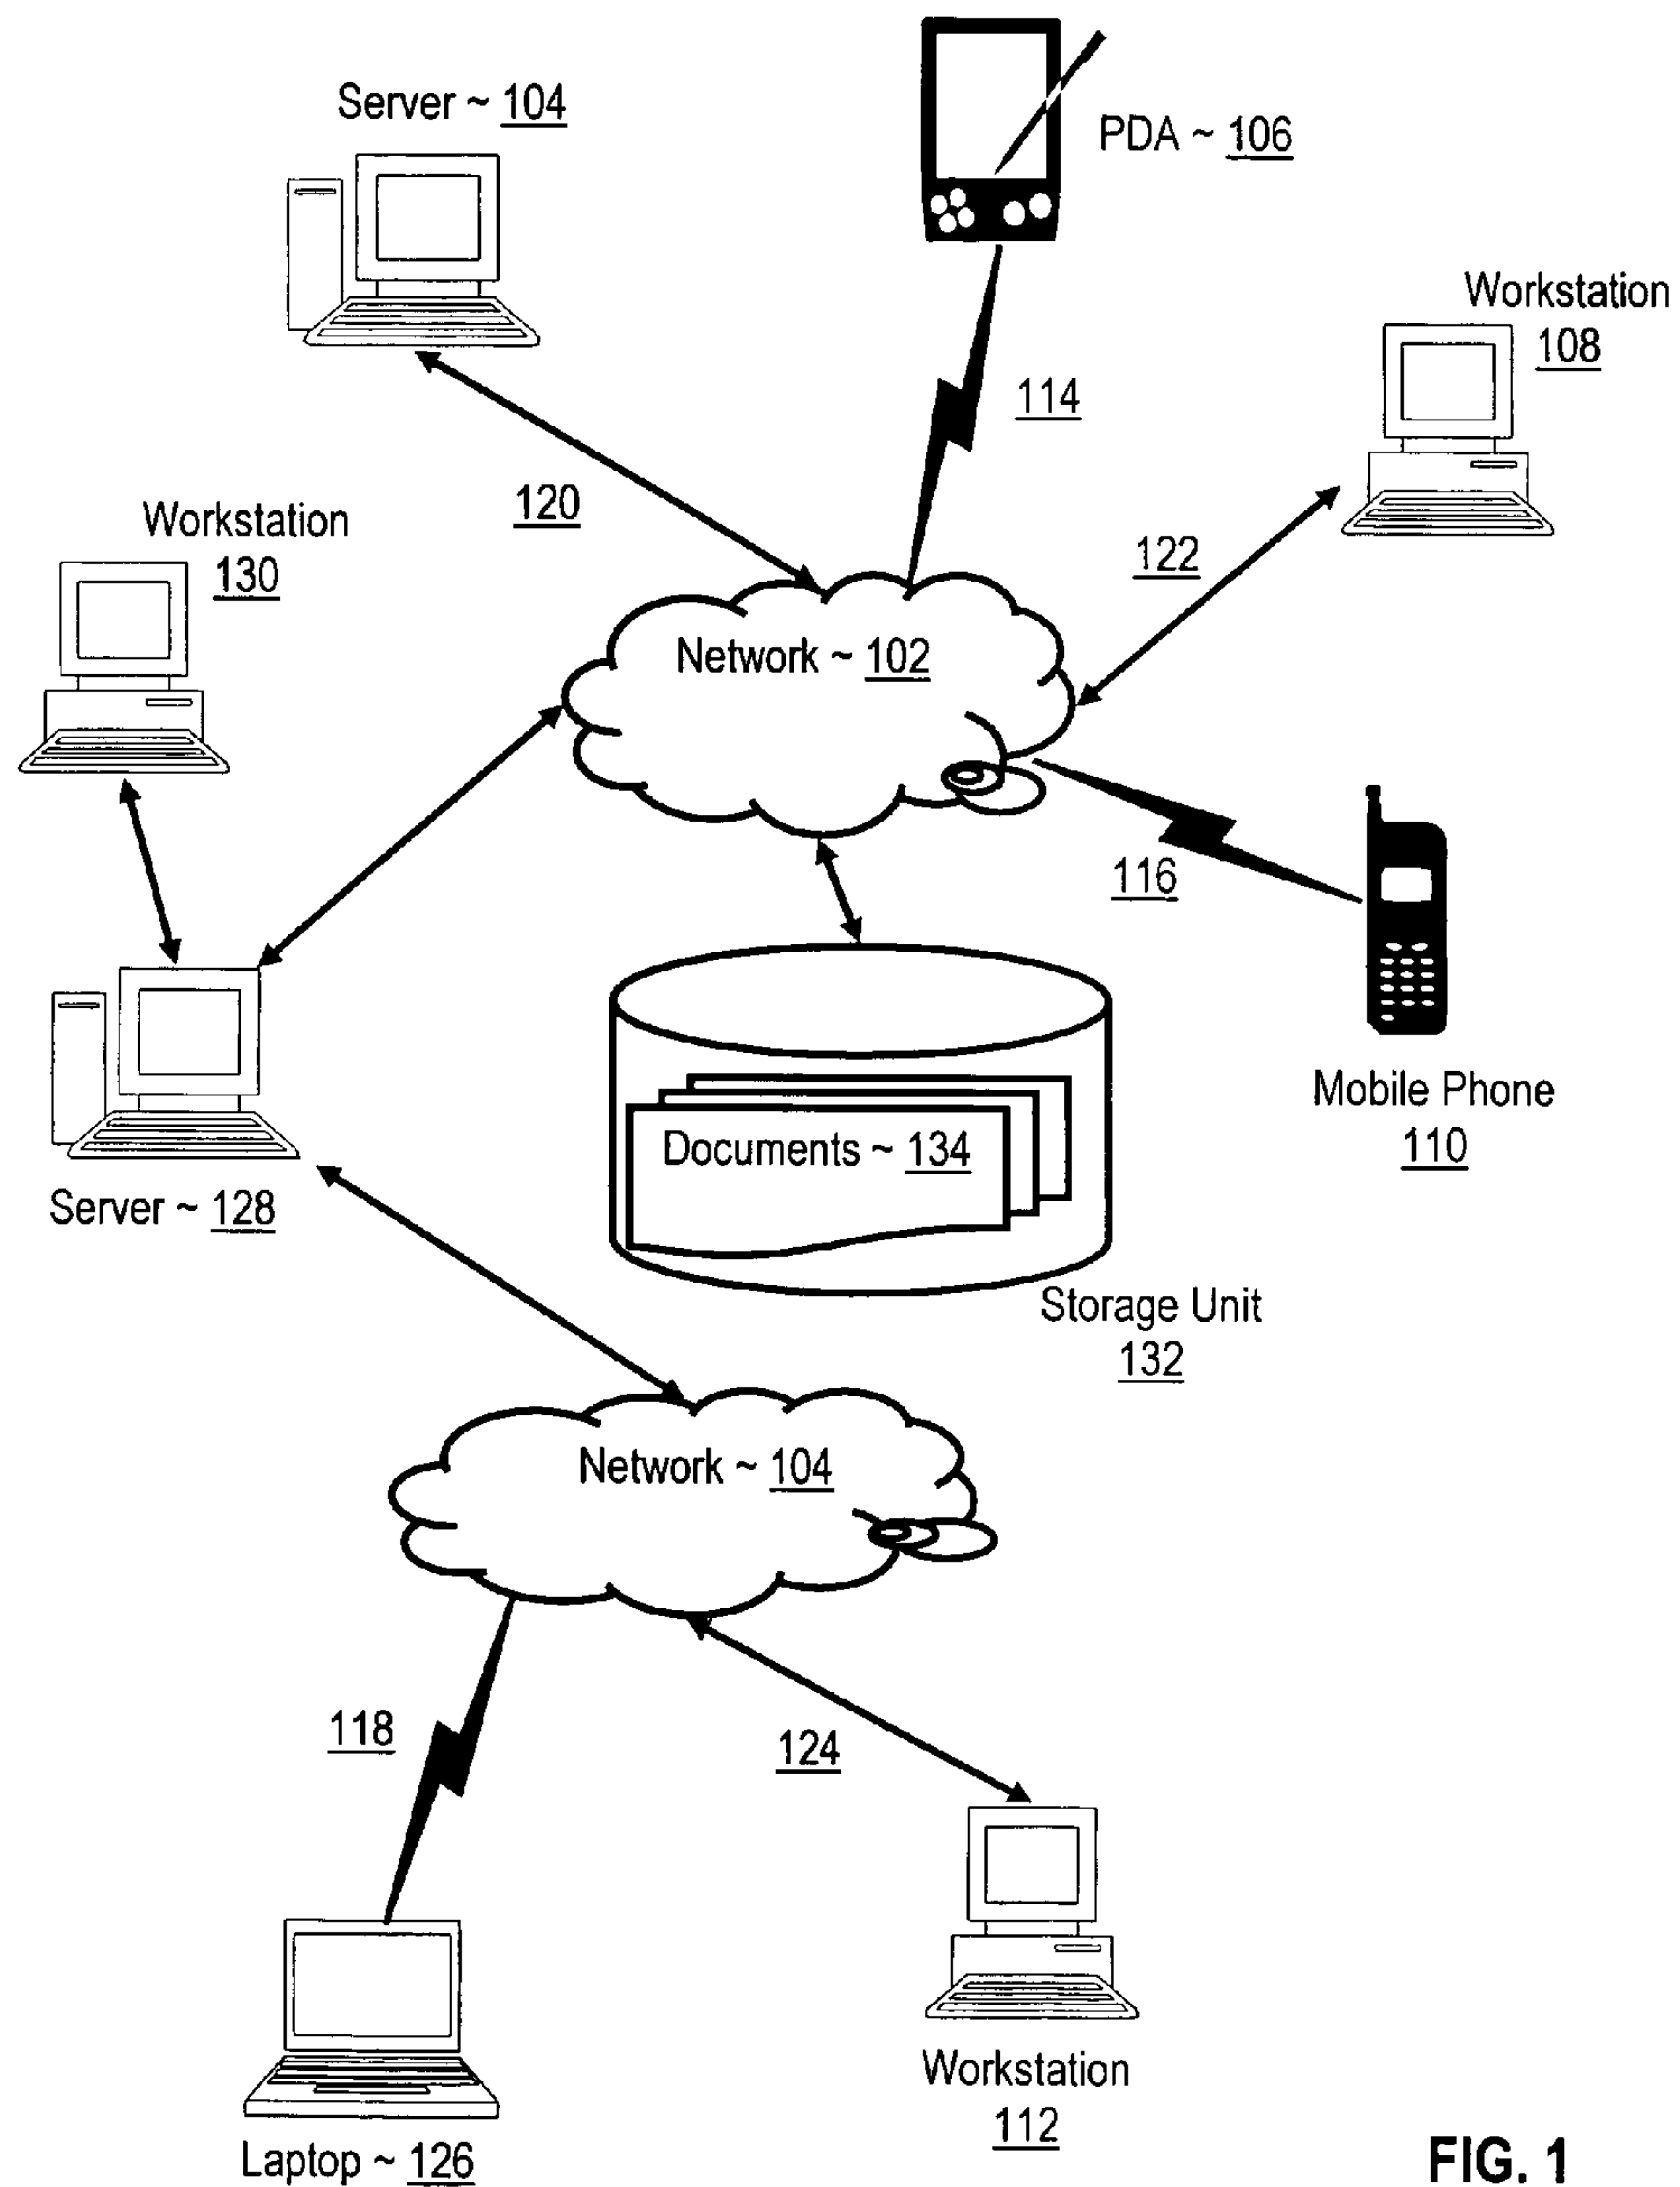 Server ~ 104
PDA ~ 106
Workstation
108
114
120
Workstation
130
122
Network ~ 102
116
Mobile Phone
110
Documents ~ 134
Server ~ 128
Storage Unit
132
Network ~ 104
118
124
Workstation
112
Laptop ~ 126
FIG. 1